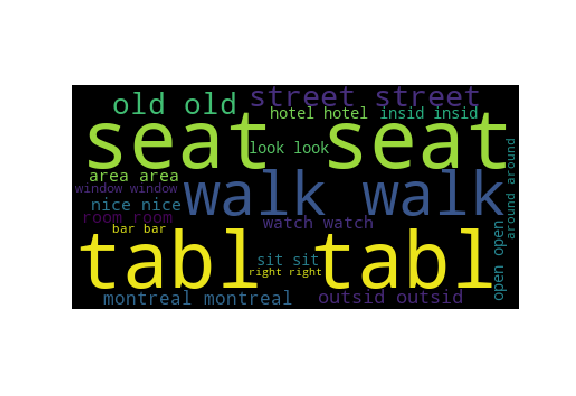 old old
street street
hotel hotel
insid insid
seat seat
look look
area area
window window
walk walk
nice nice
room room
watch watch
bar bar
tabl tabl
sit sit
right right
montreal montreal
outsid outsid
open open
around around